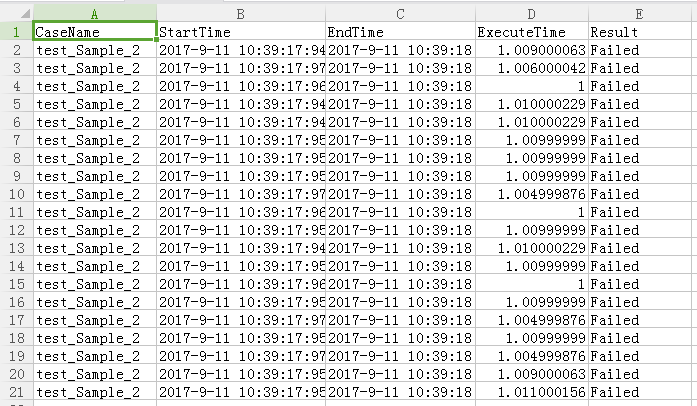 A B C D E
1 CaseName StartTime EndTime ExecuteTime Result
2 test_Sample_2 2017-9-11 10:39:17:94 2017-9-11 10:39:18 1.009000063 Failed
3 test_Sample_2 2017-9-11 10:39:17:97 2017-9-11 10:39:18 1.006000042 Failed
4 test_Sample_2 2017-9-11 10:39:17:96 2017-9-11 10:39:18 1 Failed
5 test_Sample_2 2017-9-11 10:39:17:94 2017-9-11 10:39:18 1.010000229 Failed
6 test_Sample_2 2017-9-11 10:39:17:94 2017-9-11 10:39:18 1.010000229 Failed
7 test_Sample_2 2017-9-11 10:39:17:95 2017-9-11 10:39:18 1.00999999 Failed
8 test_Sample_2 2017-9-11 10:39:17:95 2017-9-11 10:39:18 1.00999999 Failed
9 test_Sample_2 2017-9-11 10:39:17:95 2017-9-11 10:39:18 1.00999999 Failed
10 test_Sample_2 2017-9-11 10:39:17:97 2017-9-11 10:39:18 1.004999876 Failed
11 test_Sample_2 2017-9-11 10:39:17:96 2017-9-11 10:39:18 1 Failed
12 test_Sample_2 2017-9-11 10:39:17:95 2017-9-11 10:39:18 1.00999999 Failed
13 test_Sample_2 2017-9-11 10:39:17:94 2017-9-11 10:39:18 1.010000229 Failed
14 test_Sample_2 2017-9-11 10:39:17:95 2017-9-11 10:39:18 1.00999999 Failed
15 test_Sample_2 2017-9-11 10:39:17:96 2017-9-11 10:39:18 1 Failed
16 test_Sample_2 2017-9-11 10:39:17:95 2017-9-11 10:39:18 1.00999999 Failed
17 test_Sample_2 2017-9-11 10:39:17:97 2017-9-11 10:39:18 1.004999876 Failed
18 test_Sample_2 2017-9-11 10:39:17:95 2017-9-11 10:39:18 1.00999999 Failed
19 test_Sample_2 2017-9-11 10:39:17:97 2017-9-11 10:39:18 1.004999876 Failed
20 test_Sample_2 2017-9-11 10:39:17:95 2017-9-11 10:39:18 1.009000063 Failed
21 test_Sample_2 2017-9-11 10:39:17:95 2017-9-11 10:39:18 1.011000156 Failed